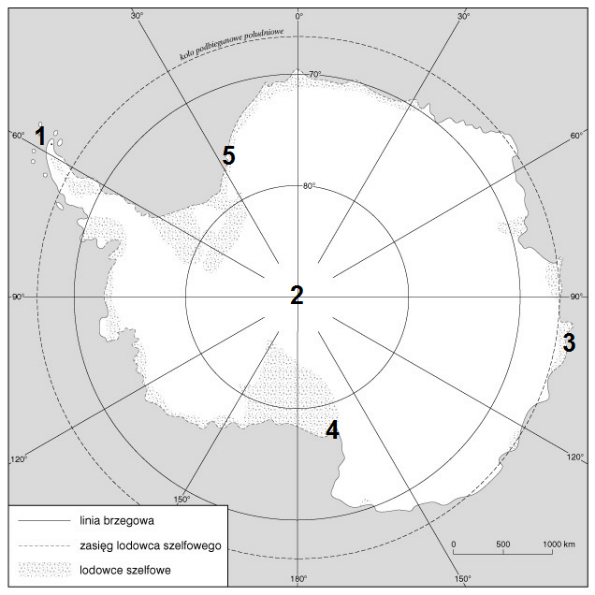 30° 0° 30°
koło podbiegunowe południowe
70°
60° 1 60°
5
80°
90° 2 90°
3
4
120° 120°
150°
linia brzegowa
zasięg lodowca szelfowego
lodowce szelfowe
0 500 1000 km
180° 150°